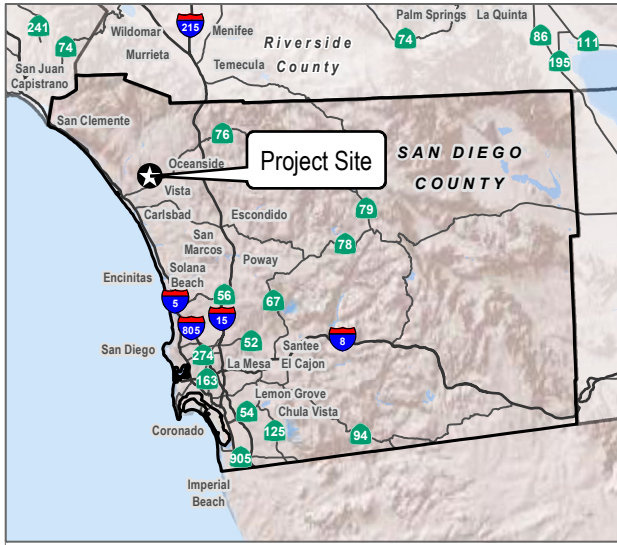 241
Wildomar
215
Menifee
Palm Springs
La Quinta
74
Murrieta
Riverside
County
74
86
111
195
San Juan
Capistrano
Temecula
San Clemente
76
Oceanside
Project Site
SAN DIEGO
COUNTY
Vista
Carlsbad
Escondido
79
San
Marcos
78
Poway
Encinitas
Solana
Beach
5
56
67
15
805
8
San Diego
274
52
Santee
La Mesa
El Cajon
163
Lemon Grove
54
Chula Vista
Coronado
125
94
905
Imperial
Beach